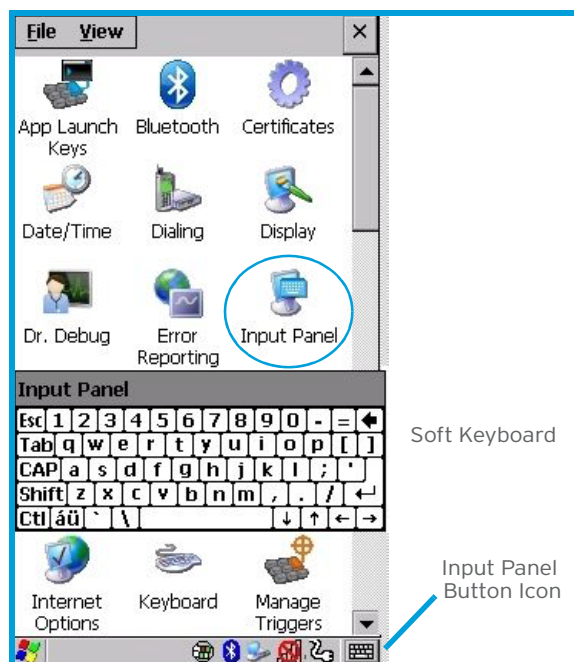 File View ×
App Launch Keys
Bluetooth
Certificates
Date/Time
Dialing
Display
Dr. Debug
Error Reporting
Input Panel
Input Panel
Esc 1 2 3 4 5 6 7 8 9 0 - =
Tab q w e r t y u i o p [ ]
CAP a s d f g h j k l ; '
Shift z x c v b n m , . /
Ctl áü ` \ ↓ ↑ ← →
Soft Keyboard
Internet Options
Keyboard
Manage Triggers
Input Panel
Button Icon